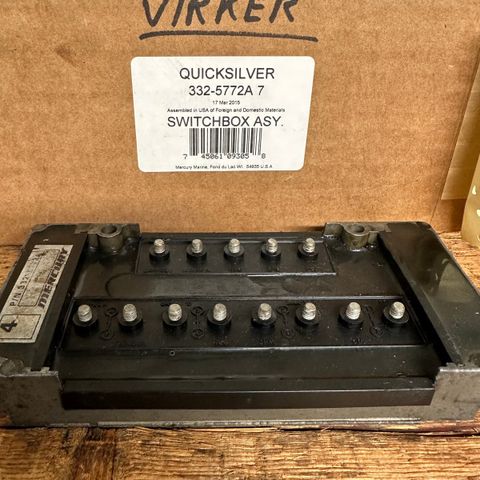 VIRKER
QUICKSILVER
332-5772A 7
17 Mar 2015
Assembled in USA of Foreign and Domestic Materials
SWITCHBOX ASY.
7 45061 09305 8
Mercury Marine, Fond du Lac WI - 54935 U.S.A
4
MERCURY